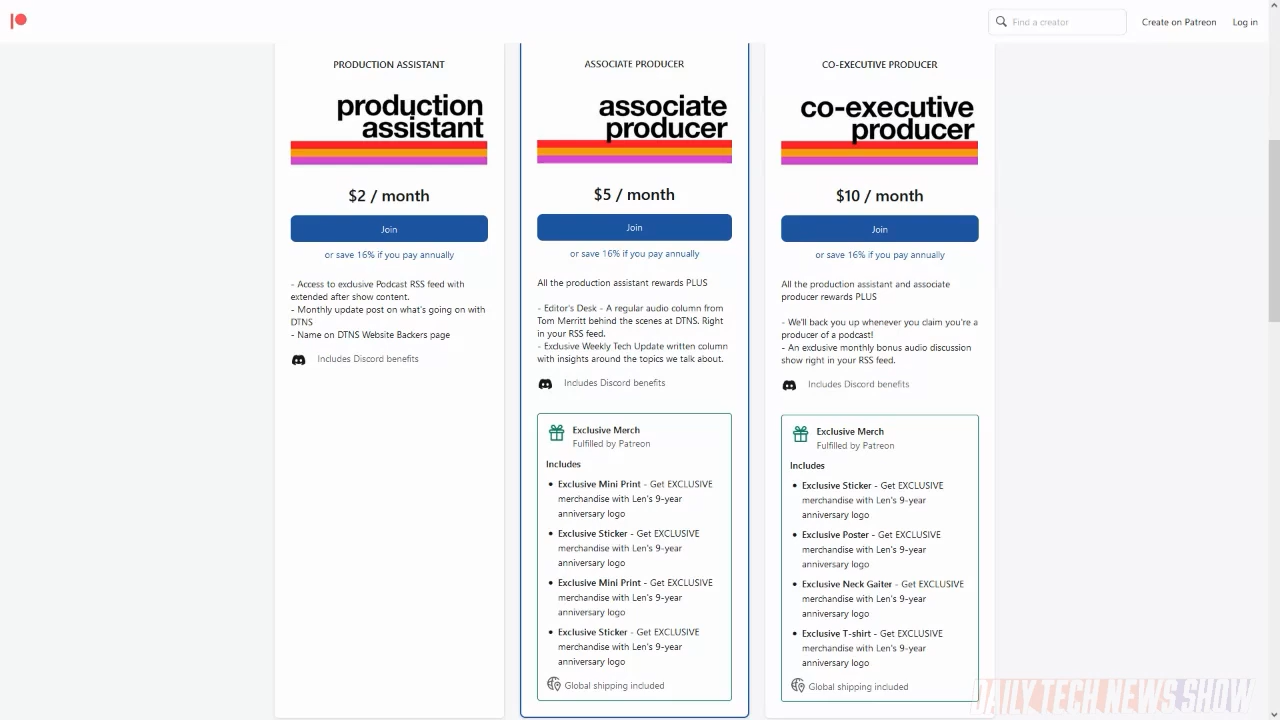 Find a creator
Create on Patreon
Log in
PRODUCTION ASSISTANT
production
assistant
$2 / month
Join
or save 16% if you pay annually
- Access to exclusive Podcast RSS feed with
extended after show content.
- Monthly update post on what's going on with
DTNS
- Name on DTNS Website Backers page
Includes Discord benefits
ASSOCIATE PRODUCER
associate
producer
$5 / month
Join
or save 16% if you pay annually
All the production assistant rewards PLUS
- Editor's Desk - A regular audio column from
Tom Merritt behind the scenes at DTNS. Right
in your RSS feed.
- Exclusive Weekly Tech Update written column
with insights around the topics we talk about.
Includes Discord benefits
Exclusive Merch
Fulfilled by Patreon
Includes
• Exclusive Mini Print - Get EXCLUSIVE
merchandise with Len's 9-year
anniversary logo
• Exclusive Sticker - Get EXCLUSIVE
merchandise with Len's 9-year
anniversary logo
• Exclusive Mini Print - Get EXCLUSIVE
merchandise with Len's 9-year
anniversary logo
• Exclusive Sticker - Get EXCLUSIVE
merchandise with Len's 9-year
anniversary logo
Global shipping included
CO-EXECUTIVE PRODUCER
co-executive
producer
$10 / month
Join
or save 16% if you pay annually
All the production assistant and associate
producer rewards PLUS
- We'll back you up whenever you claim you're a
producer of a podcast!
- An exclusive monthly bonus audio discussion
show right in your RSS feed.
Includes Discord benefits
Exclusive Merch
Fulfilled by Patreon
Includes
• Exclusive Sticker - Get EXCLUSIVE
merchandise with Len's 9-year
anniversary logo
• Exclusive Poster - Get EXCLUSIVE
merchandise with Len's 9-year
anniversary logo
• Exclusive Neck Gaiter - Get EXCLUSIVE
merchandise with Len's 9-year
anniversary logo
• Exclusive T-shirt - Get EXCLUSIVE
merchandise with Len's 9-year
anniversary logo
Global shipping included
DAILY TECH NEWS SHOW